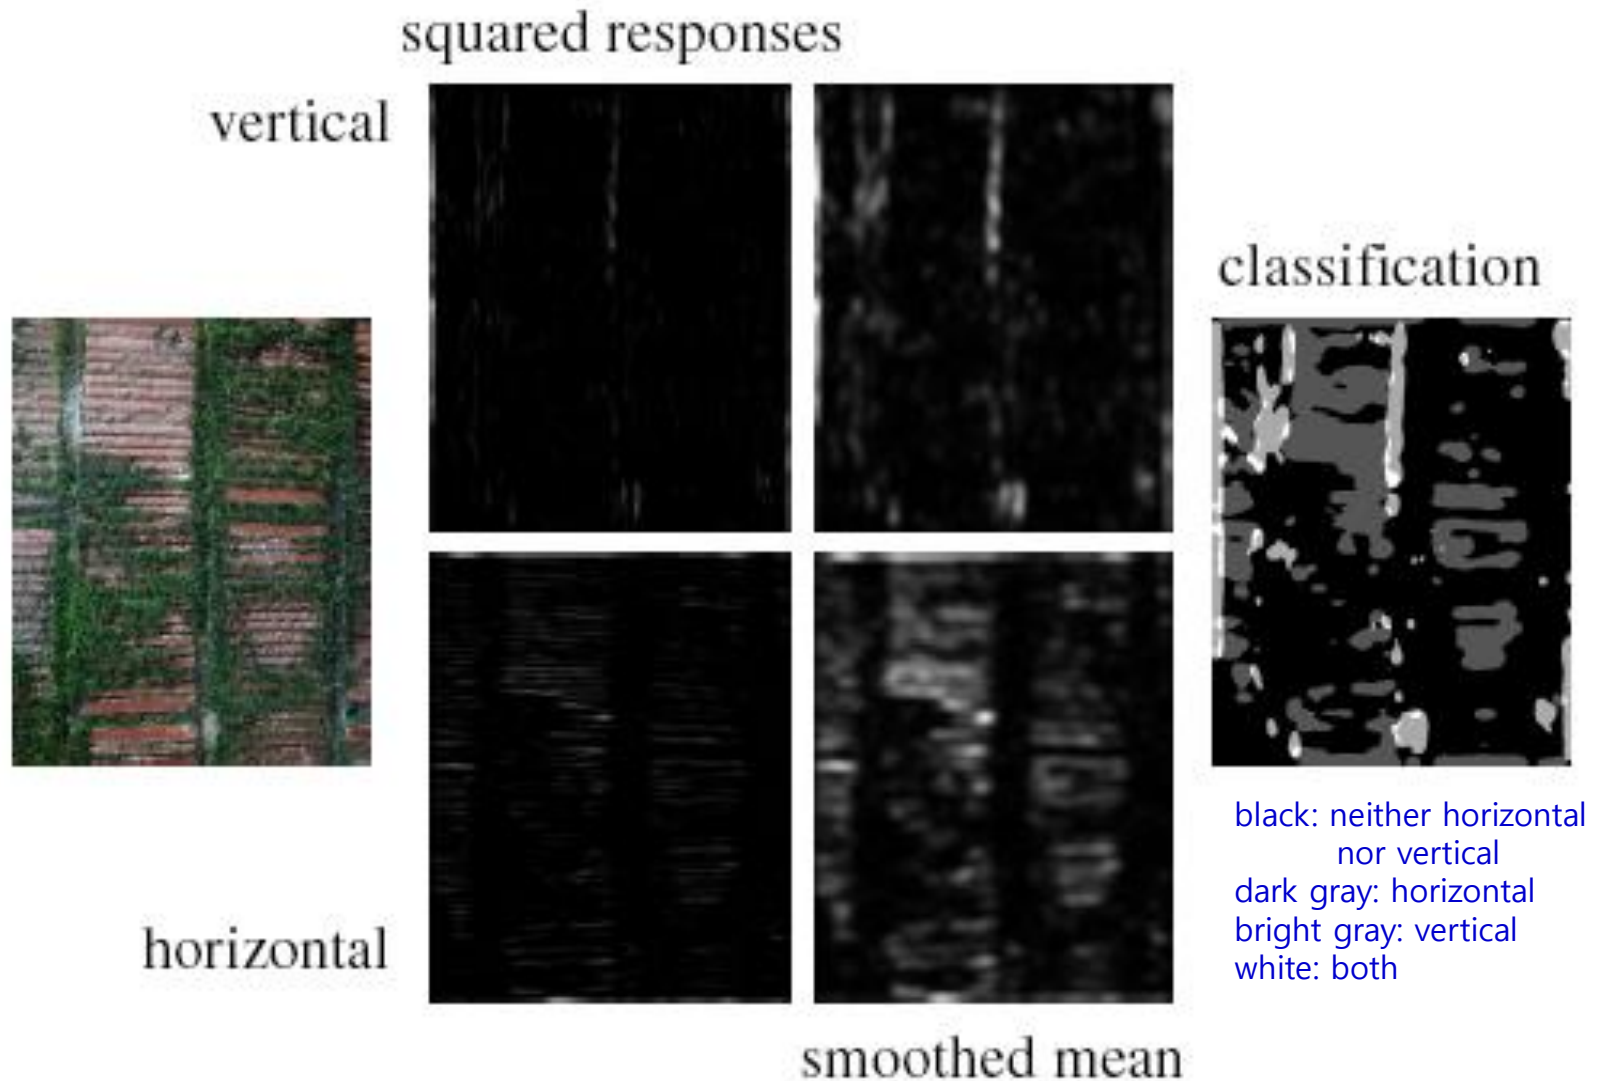 squared responses
vertical
classification
black: neither horizontal
nor vertical
dark gray: horizontal
bright gray: vertical
white: both
horizontal
smoothed mean